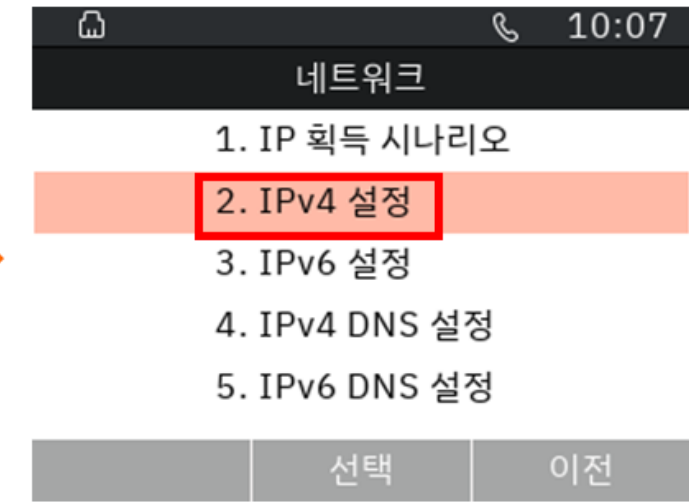 10:07
네트워크
1. IP 획득 시나리오
2. IPv4 설정
3. IPv6 설정
4. IPv4 DNS 설정
5. IPv6 DNS 설정
선택 이전